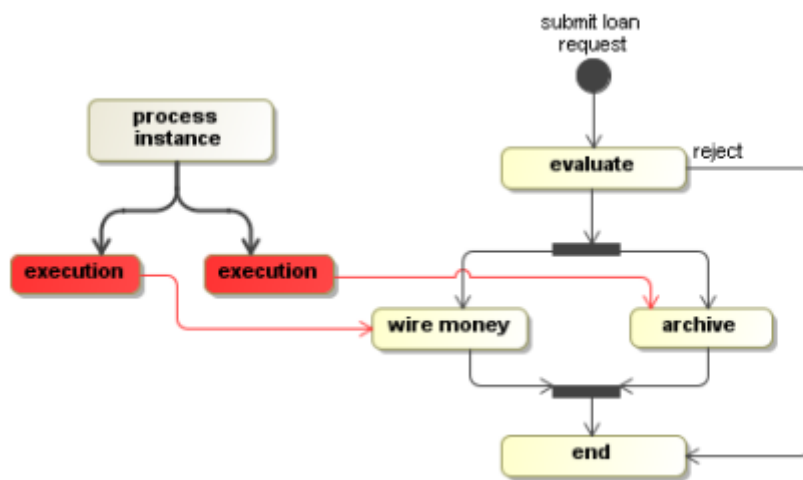 submit loan
request
process
instance
evaluate
reject
execution
execution
wire money
archive
end